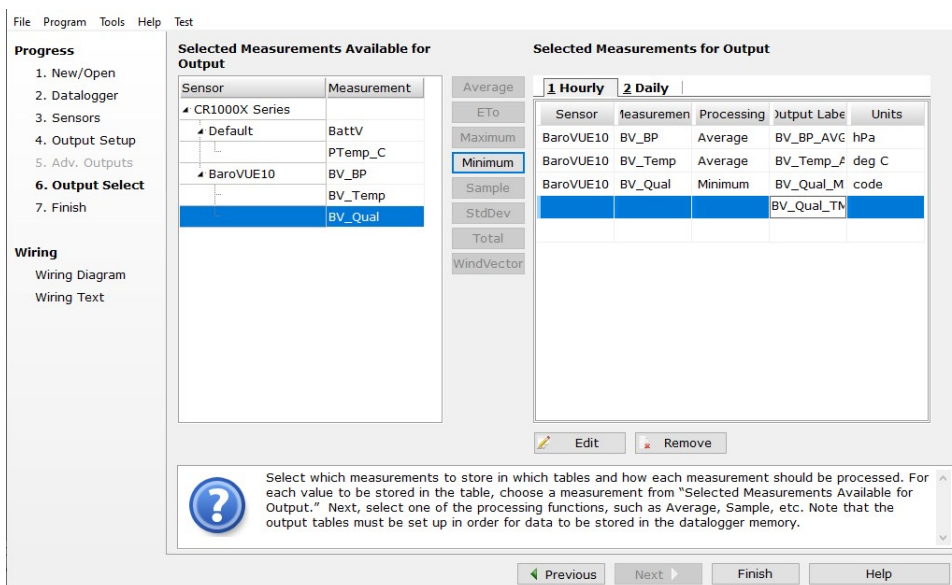 File Program Tools Help Test
Progress
1. New/Open
2. Datalogger
3. Sensors
4. Output Setup
5. Adv. Outputs
6. Output Select
7. Finish
Wiring
Wiring Diagram
Wiring Text
Selected Measurements Available for
Output
Sensor Measurement
CR1000X Series
Default BattV
PTemp_C
BaroVUE10 BV_BP
BV_Temp
BV_Qual
Average
ETo
Maximum
Minimum
Sample
StdDev
Total
WindVector
Selected Measurements for Output
1 Hourly 2 Daily
Sensor Measuremen Processing Output Labe Units
BaroVUE10 BV_BP Average BV_BP_AVG hPa
BaroVUE10 BV_Temp Average BV_Temp_A deg C
BaroVUE10 BV_Qual Minimum BV_Qual_M code
BV_Qual_TM
Edit Remove
Select which measurements to store in which tables and how each measurement should be processed. For
each value to be stored in the table, choose a measurement from “Selected Measurements Available for
Output.” Next, select one of the processing functions, such as Average, Sample, etc. Note that the
output tables must be set up in order for data to be stored in the datalogger memory.
Previous Next Finish Help